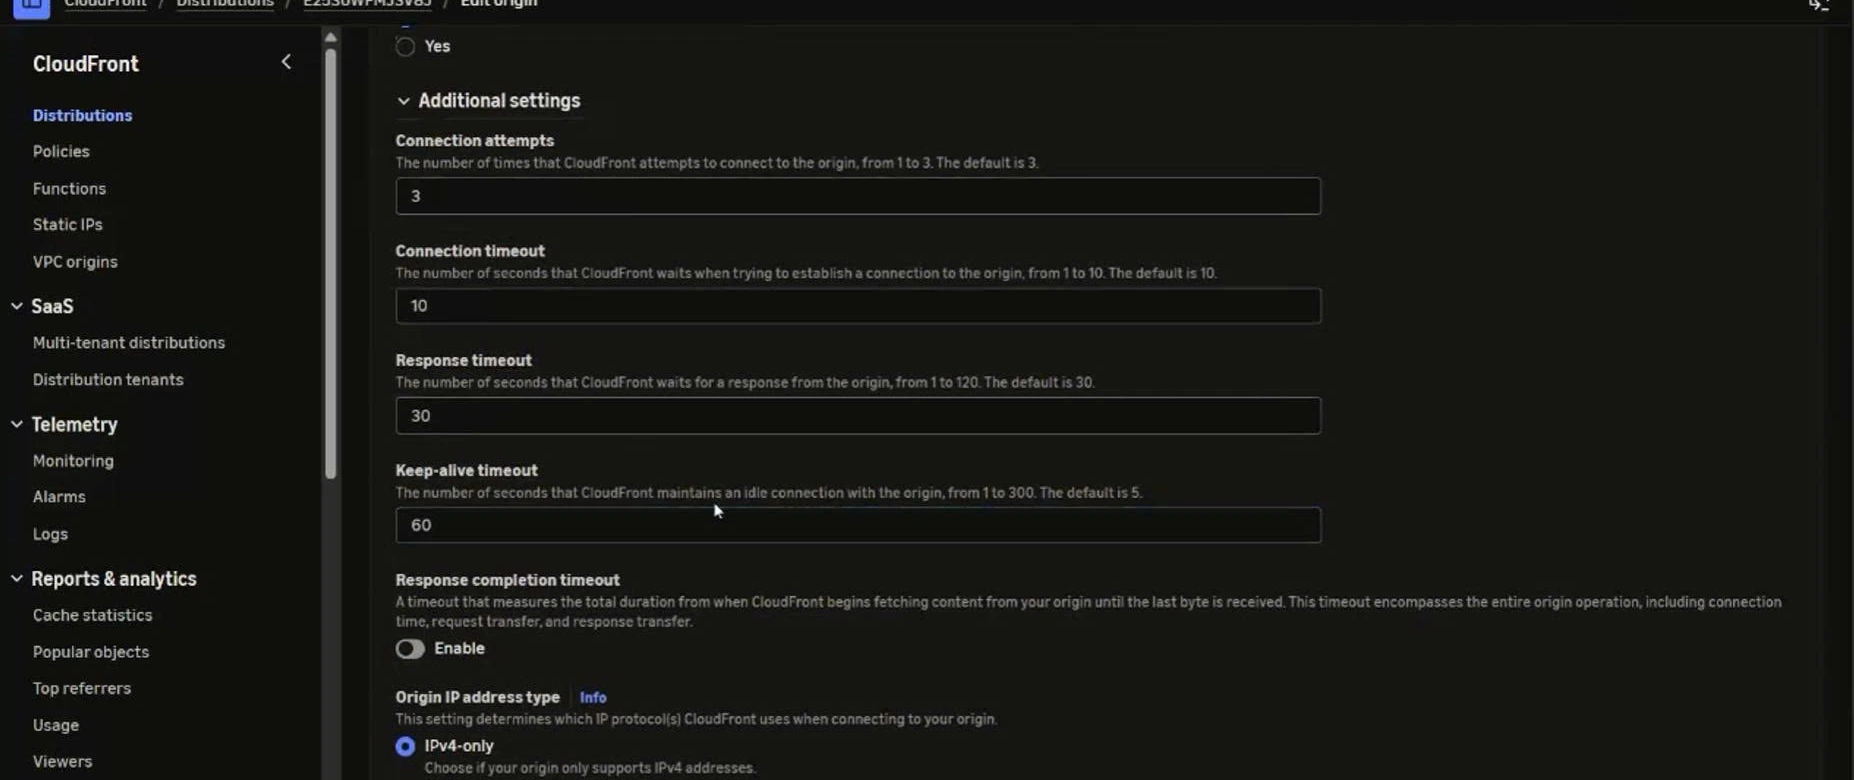 CloudFront / Distributions / / Edit origin
CloudFront
Distributions
Policies
Functions
Static IPs
VPC origins
SaaS
Multi-tenant distributions
Distribution tenants
Telemetry
Monitoring
Alarms
Logs
Reports & analytics
Cache statistics
Popular objects
Top referrers
Usage
Viewers
Yes
Additional settings
Connection attempts
The number of times that CloudFront attempts to connect to the origin, from 1 to 3. The default is 3.
3
Connection timeout
The number of seconds that CloudFront waits when trying to establish a connection to the origin, from 1 to 10. The default is 10.
10
Response timeout
The number of seconds that CloudFront waits for a response from the origin, from 1 to 120. The default is 30.
30
Keep-alive timeout
The number of seconds that CloudFront maintains an idle connection with the origin, from 1 to 300. The default is 5.
60
Response completion timeout
A timeout that measures the total duration from when CloudFront begins fetching content from your origin until the last byte is received. This timeout encompasses the entire origin operation, including connection
time, request transfer, and response transfer.
Enable
Origin IP address type Info
This setting determines which IP protocol(s) CloudFront uses when connecting to your origin.
IPv4-only
Choose if your origin only supports IPv4 addresses.